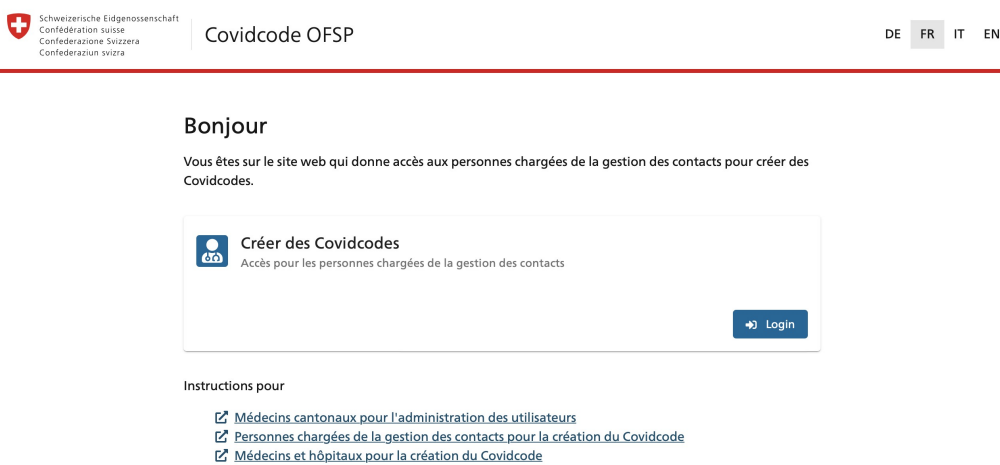 Schweizerische Eidgenossenschaft
Confédération suisse
Confederazione Svizzera
Confederaziun svizra
Covidcode OFSP
DE FR IT EN
Bonjour
Vous êtes sur le site web qui donne accès aux personnes chargées de la gestion des contacts pour créer des
Covidcodes.
Créer des Covidcodes
Accès pour les personnes chargées de la gestion des contacts
Login
Instructions pour
Médecins cantonaux pour l'administration des utilisateurs
Personnes chargées de la gestion des contacts pour la création du Covidcode
Médecins et hôpitaux pour la création du Covidcode